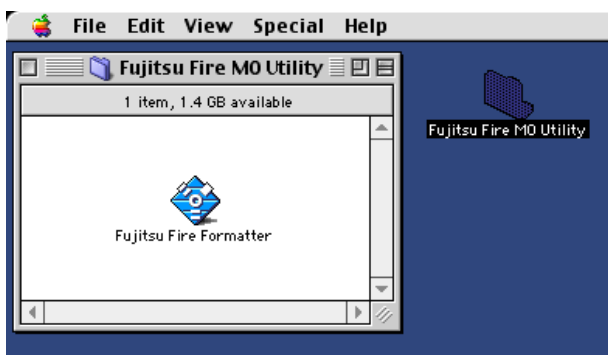 File Edit View Special Help
Fujitsu Fire MO Utility
1 item, 1.4 GB available
Fujitsu Fire Formatter
Fujitsu Fire MO Utility